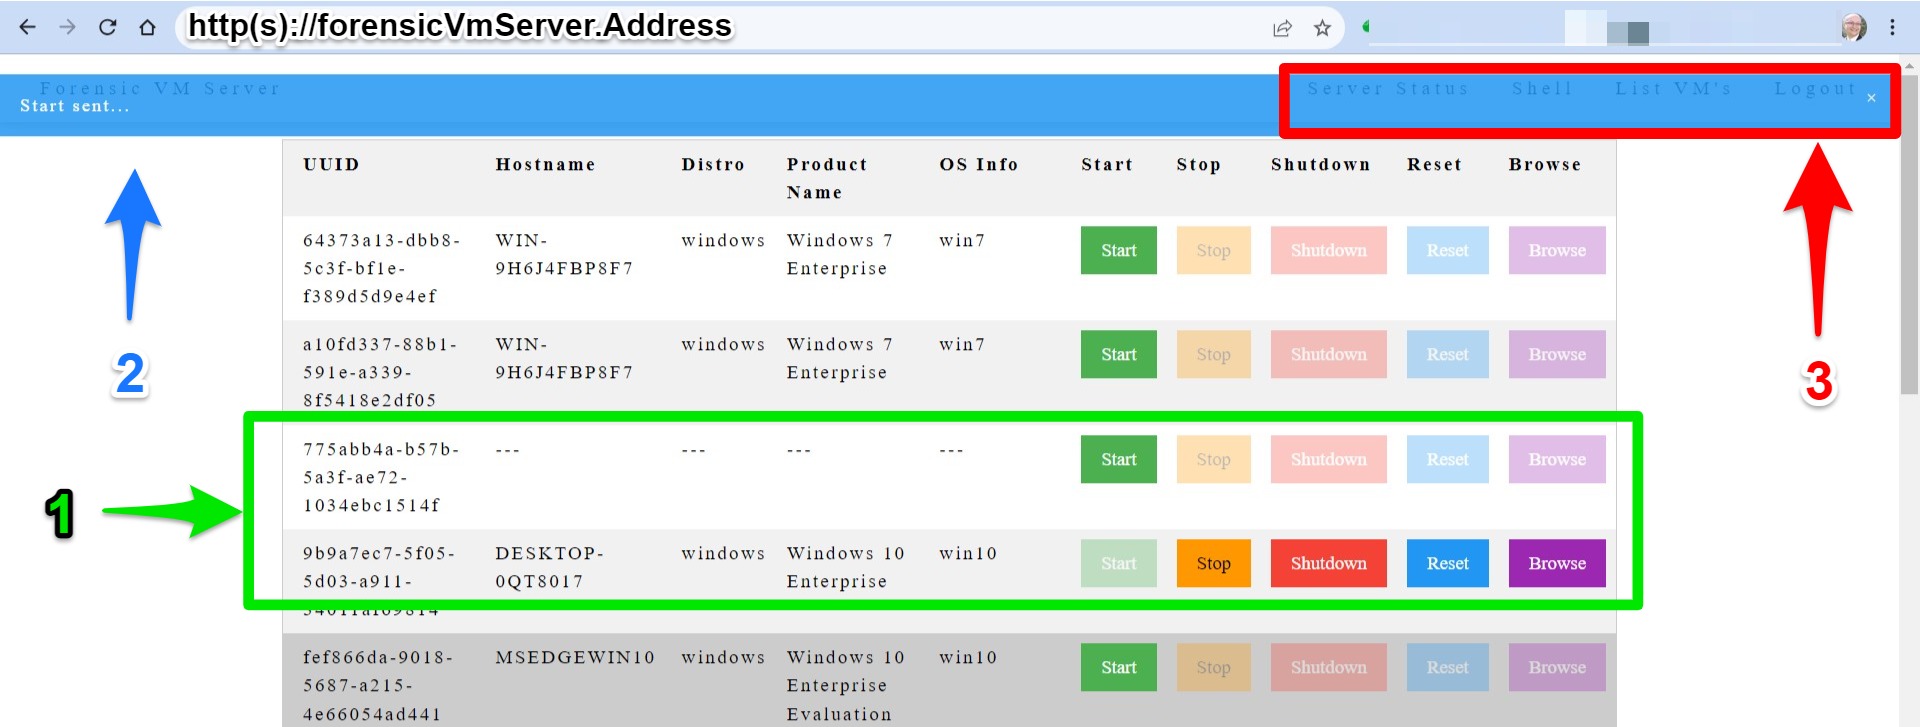 http(s)://forensicVmServer.Address
Forensic VM Server
Server Status Shell List VM's Logout
Start sent... ×
UUID Hostname Distro Product OS Info Start Stop Shutdown Reset Browse
Name
64373a13-dbb8- WIN- windows Windows 7 win7 Start Stop Shutdown Reset Browse
5c3f-bf1e- 9H6J4FBP8F7 Enterprise
f389d5d9e4ef
a10fd337-88b1- WIN- windows Windows 7 win7 Start Stop Shutdown Reset Browse
591e-a339- 9H6J4FBP8F7 Enterprise
8f5418e2df05
775abb4a-b57b- --- --- --- --- Start Stop Shutdown Reset Browse
5a3f-ae72-
1034ebc1514f
9b9a7ec7-5f05- DESKTOP- windows Windows 10 win10 Start Stop Shutdown Reset Browse
5d03-a911- 0QT8017 Enterprise
fef866da-9018- MSEDGEWIN10 windows Windows 10 win10 Start Stop Shutdown Reset Browse
5687-a215- Enterprise
4e66054ad441 Evaluation
1
2
3